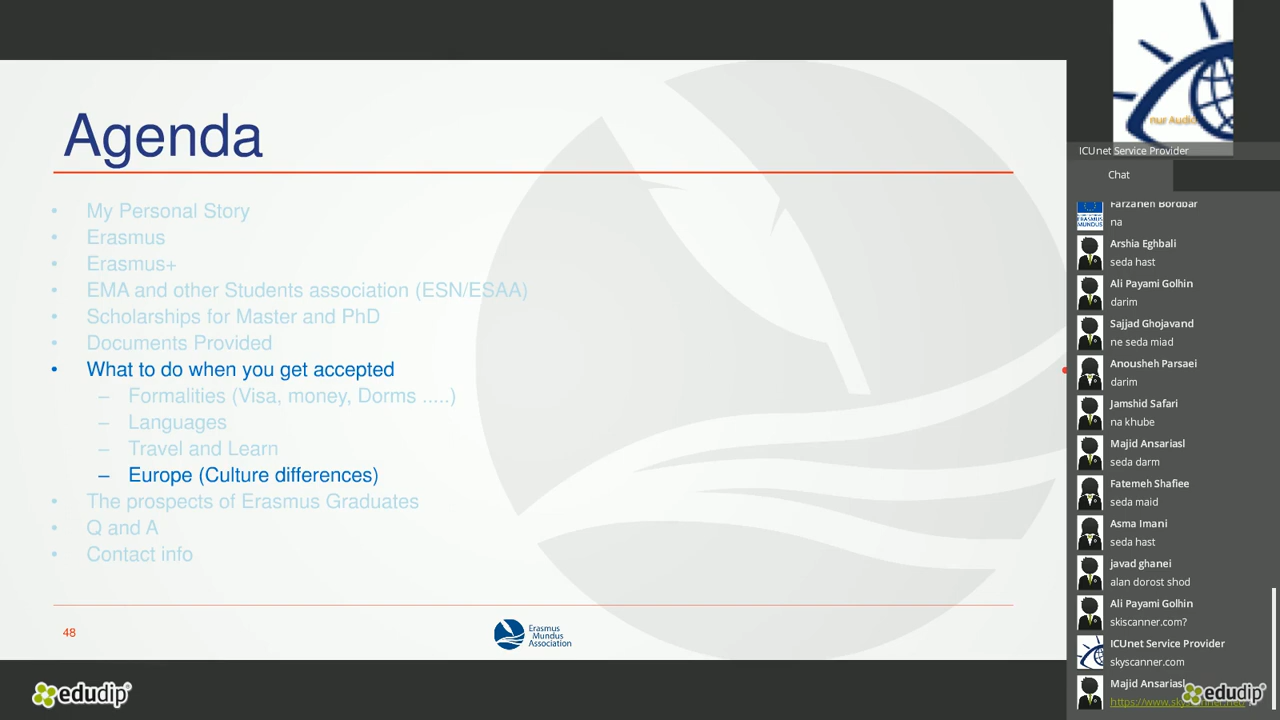 Agenda
• My Personal Story
• Erasmus
• Erasmus+
• EMA and other Students association (ESN/ESAA)
• Scholarships for Master and PhD
• Documents Provided
• What to do when you get accepted
– Formalities (Visa, money, Dorms .....)
– Languages
– Travel and Learn
– Europe (Culture differences)
• The prospects of Erasmus Graduates
• Q and A
• Contact info
48
Erasmus
Mundus
Association
edudip
nur Audio
ICUnet Service Provider
Chat
Farzaneh Bordbar
na
Arshia Eghbali
seda hast
Ali Payami Golhin
darim
Sajjad Ghojavand
ne seda miad
Anousheh Parsaei
darim
Jamshid Safari
na khube
Majid Ansariasl
seda darm
Fatemeh Shafiee
seda maid
Asma Imani
seda hast
javad ghanei
alan dorost shod
Ali Payami Golhin
skiscanner.com?
ICUnet Service Provider
skyscanner.com
Majid Ansariasl
edudip